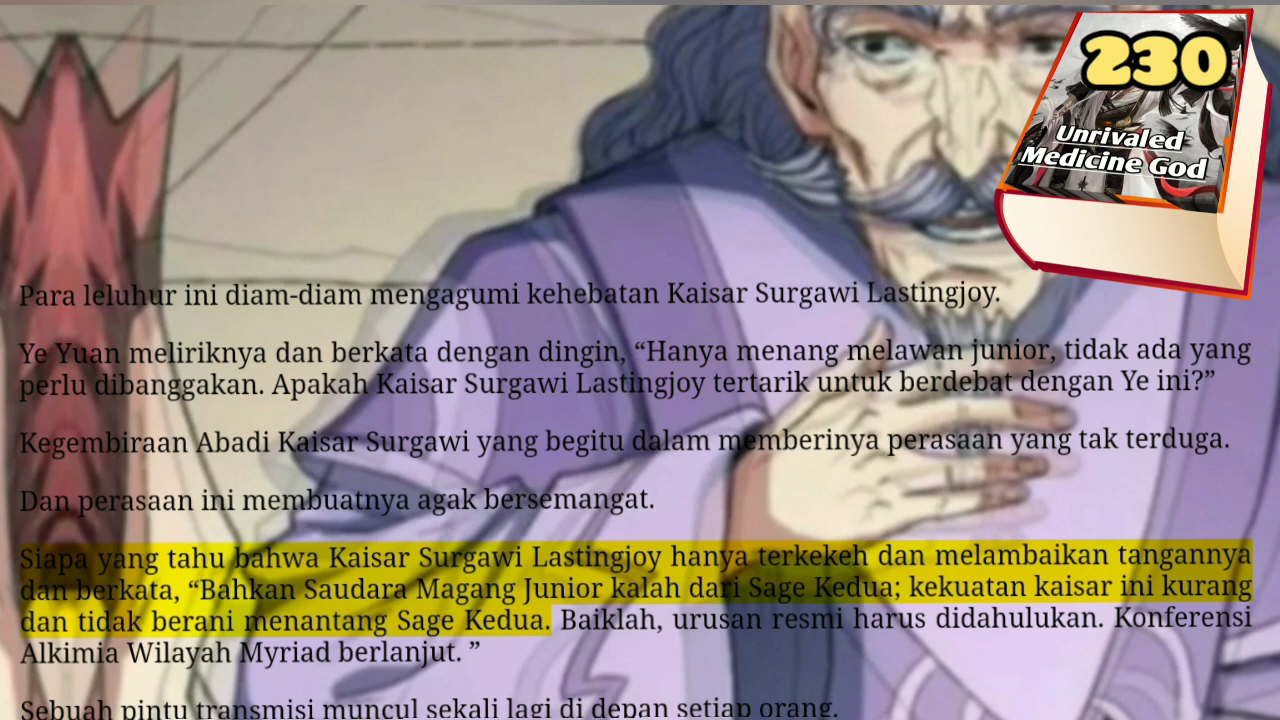 230
Unrivaled
Medicine God
Para leluhur ini diam-diam mengagumi kehebatan Kaisar Surgawi Lastingjoy.
Ye Yuan meliriknya dan berkata dengan dingin, “Hanya menang melawan junior, tidak ada yang
perlu dibanggakan. Apakah Kaisar Surgawi Lastingjoy tertarik untuk berdebat dengan Ye ini?”
Kegembiraan Abadi Kaisar Surgawi yang begitu dalam memberinya perasaan yang tak terduga.
Dan perasaan ini membuatnya agak bersemangat.
Siapa yang tahu bahwa Kaisar Surgawi Lastingjoy hanya terkekeh dan melambaikan tangannya
dan berkata, “Bahkan Saudara Magang Junior kalah dari Sage Kedua; kekuatan kaisar ini kurang
dan tidak berani menantang Sage Kedua. Baiklah, urusan resmi harus didahulukan. Konferensi
Alkimia Wilayah Myriad berlanjut. ”
Sebuah pintu transmisi muncul sekali lagi di depan setiap orang.